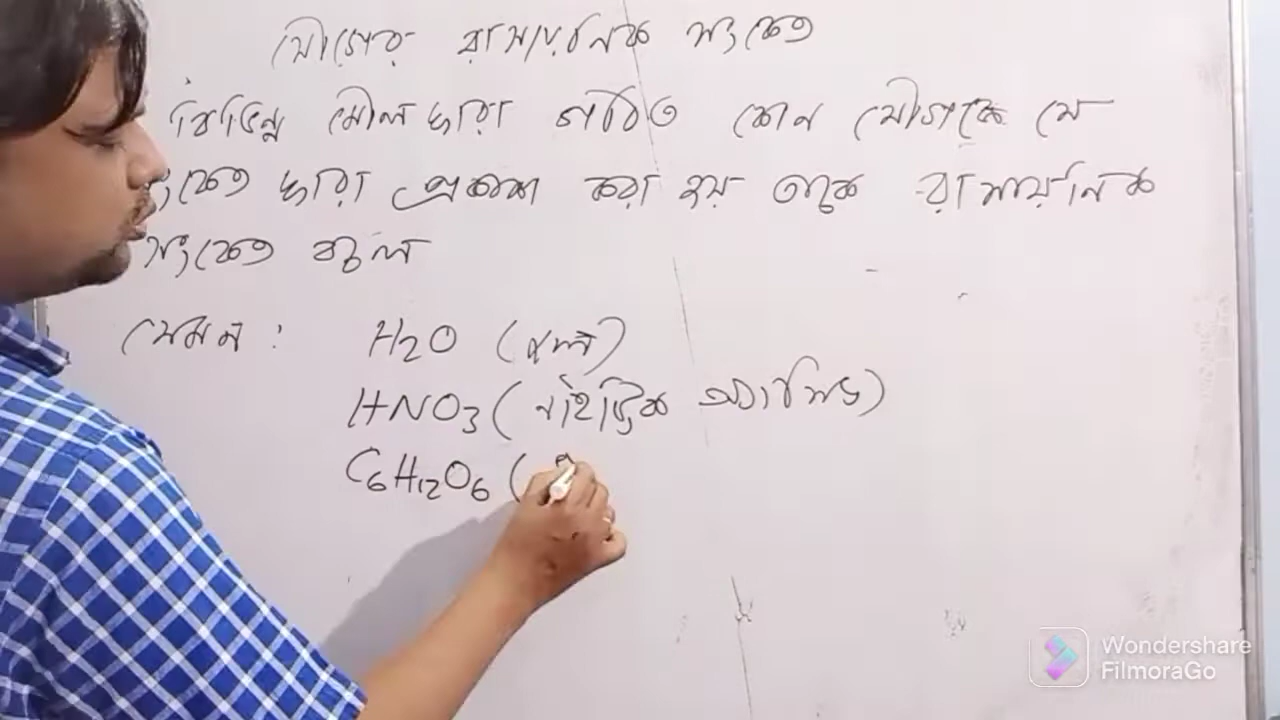 যৌগের রাসায়নিক সংকেত
বিভিন্ন মৌল দ্বারা গঠিত কোন যৌগকে যে
সংকেত দ্বারা প্রকাশ করা হয় তাকে রাসায়নিক
সংকেত বলে
যেমন :
H2O (জল)
HNO3 (নাইট্রিক অ্যাসিড)
C6H12O6 (
Wondershare
FilmoraGo